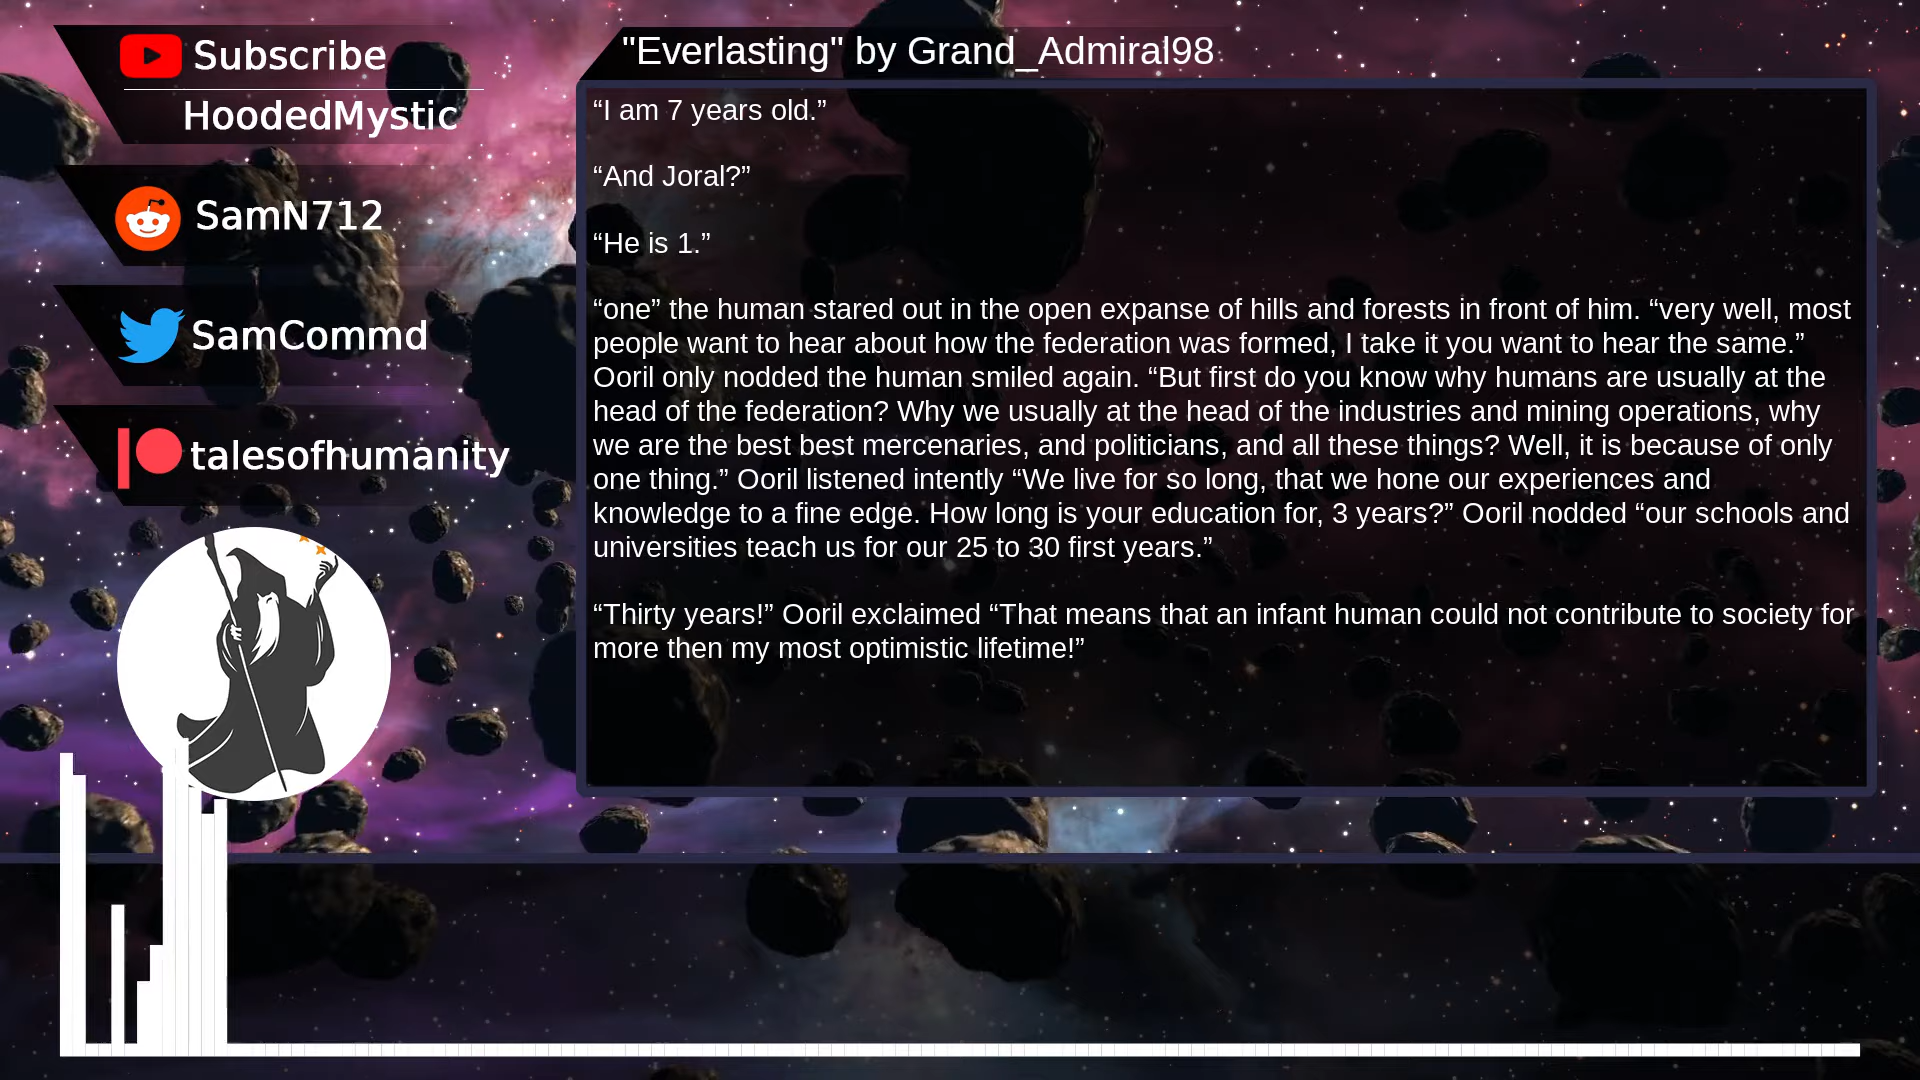 Subscribe
HoodedMystic
SamN712
SamCommd
talesofhumanity
"Everlasting" by Grand_Admiral98
“I am 7 years old.”
“And Joral?”
“He is 1.”
“one” the human stared out in the open expanse of hills and forests in front of him. “very well, most
people want to hear about how the federation was formed, I take it you want to hear the same.”
Ooril only nodded the human smiled again. “But first do you know why humans are usually at the
head of the federation? Why we usually at the head of the industries and mining operations, why
we are the best best mercenaries, and politicians, and all these things? Well, it is because of only
one thing.” Ooril listened intently “We live for so long, that we hone our experiences and
knowledge to a fine edge. How long is your education for, 3 years?” Ooril nodded “our schools and
universities teach us for our 25 to 30 first years.”
“Thirty years!” Ooril exclaimed “That means that an infant human could not contribute to society for
more then my most optimistic lifetime!”